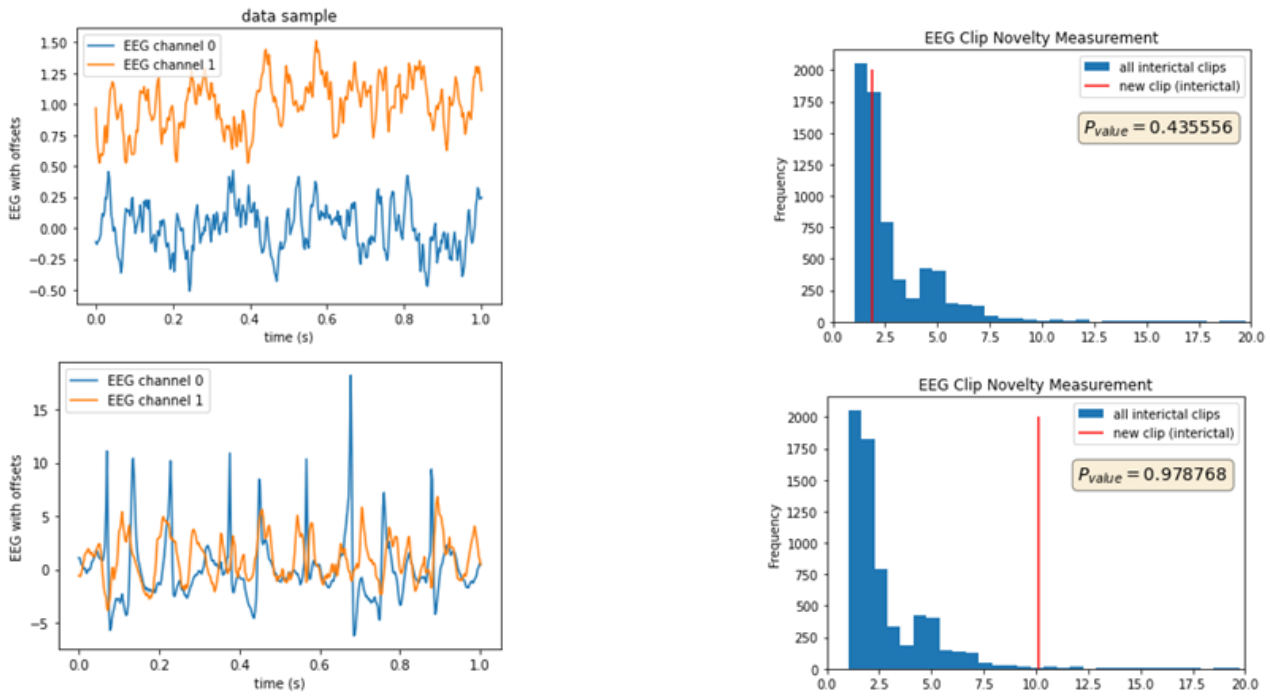 data sample
EEG channel 0
EEG channel 1
EEG with offsets
1.50
1.25
1.00
0.75
0.50
0.25
0.00
−0.25
−0.50
0.0 0.2 0.4 0.6 0.8 1.0
time (s)
EEG Clip Novelty Measurement
all interictal clips
new clip (interictal)
P_value = 0.435556
Frequency
2000
1750
1500
1250
1000
750
500
250
0
0.0 2.5 5.0 7.5 10.0 12.5 15.0 17.5 20.0
EEG channel 0
EEG channel 1
EEG with offsets
15
10
5
0
−5
0.0 0.2 0.4 0.6 0.8 1.0
time (s)
EEG Clip Novelty Measurement
all interictal clips
new clip (interictal)
P_value = 0.978768
Frequency
2000
1750
1500
1250
1000
750
500
250
0
0.0 2.5 5.0 7.5 10.0 12.5 15.0 17.5 20.0